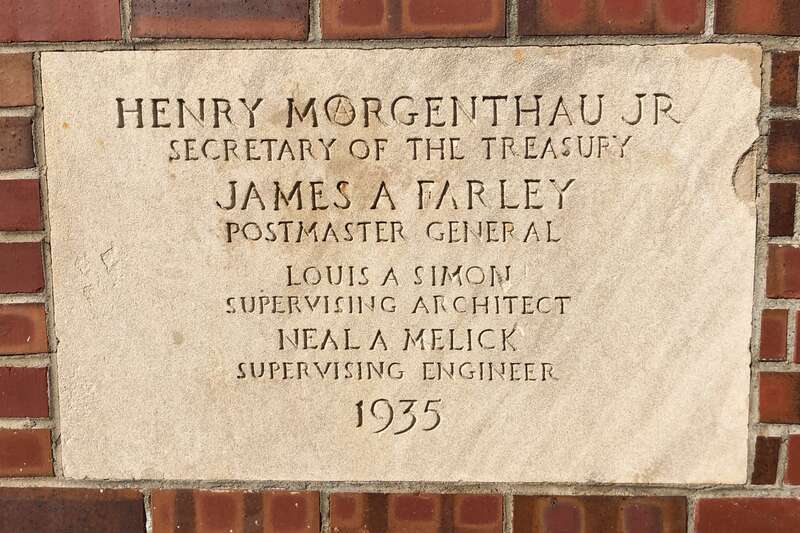 HENRY MORGENTHAU JR
SECRETARY OF THE TREASURY
JAMES A FARLEY
POSTMASTER GENERAL
LOUIS A SIMON
SUPERVISING ARCHITECT
NEAL A MELICK
SUPERVISING ENGINEER
1935